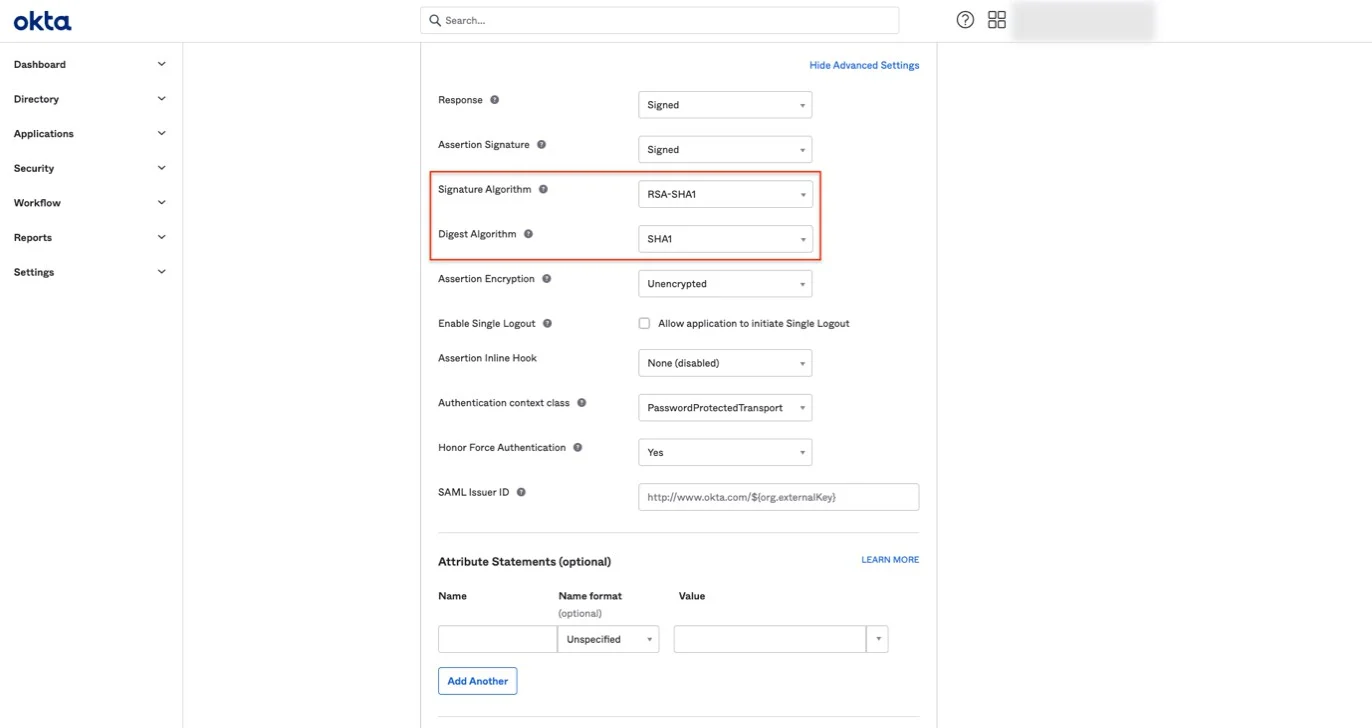 okta
Search...
Dashboard
Directory
Applications
Security
Workflow
Reports
Settings
Hide Advanced Settings
Response ? Signed
Assertion Signature ? Signed
Signature Algorithm ? RSA-SHA1
Digest Algorithm ? SHA1
Assertion Encryption ? Unencrypted
Enable Single Logout ? Allow application to initiate Single Logout
Assertion Inline Hook None (disabled)
Authentication context class ? PasswordProtectedTransport
Honor Force Authentication ? Yes
SAML Issuer ID ? http://www.okta.com/${org.externalKey}
Attribute Statements (optional) LEARN MORE
Name Name format Value
(optional)
Unspecified
Add Another